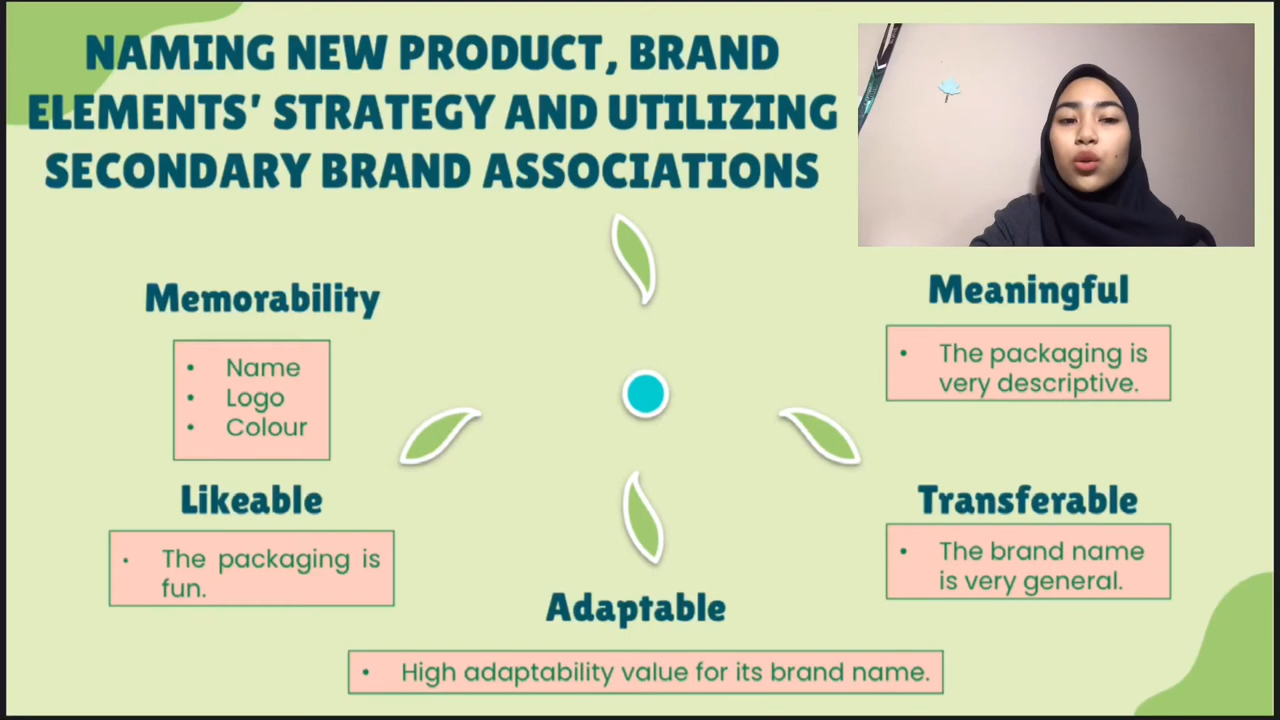 NAMING NEW PRODUCT, BRAND
ELEMENTS' STRATEGY AND UTILIZING
SECONDARY BRAND ASSOCIATIONS
Memorability
• Name
• Logo
• Colour
Likeable
• The packaging is
fun.
Adaptable
• High adaptability value for its brand name.
Meaningful
• The packaging is
very descriptive.
Transferable
• The brand name
is very general.